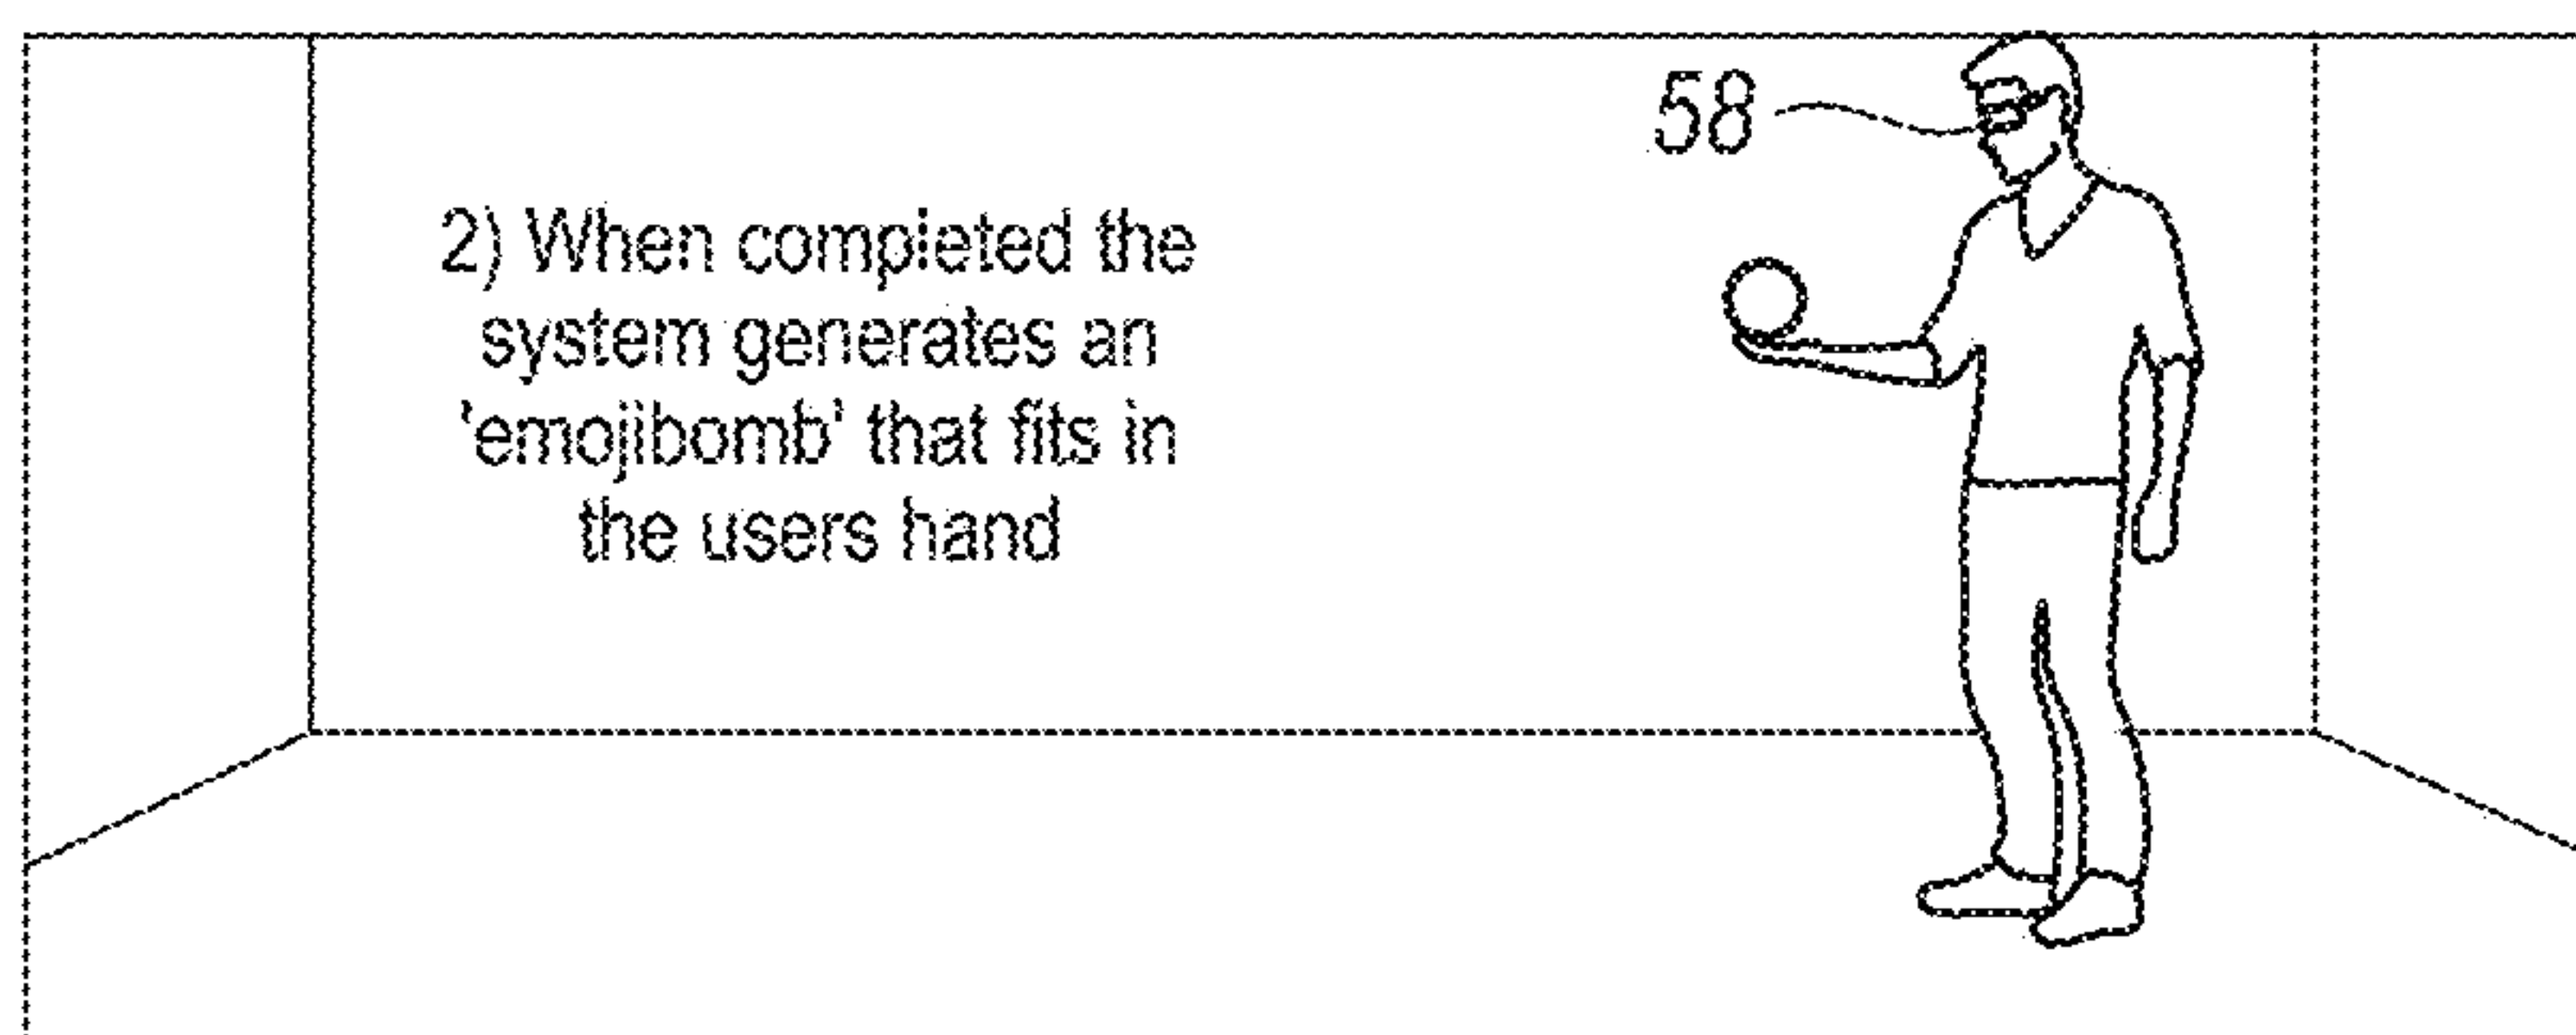 58
2) When completed the
system generates an
'emojibomb' that fits in
the users hand